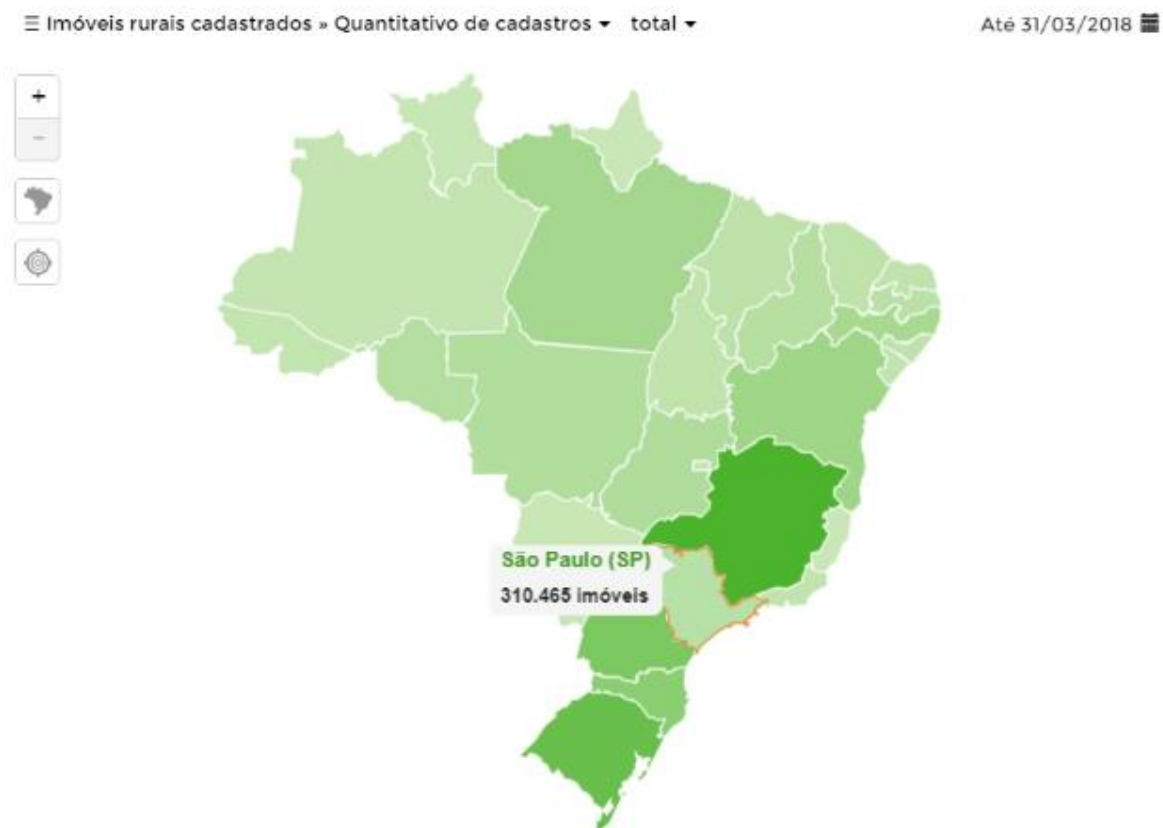 ☰ Imóveis rurais cadastrados » Quantitativo de cadastros ▾ total ▾ Até 31/03/2018
+
−
São Paulo (SP)
310.465 imóveis